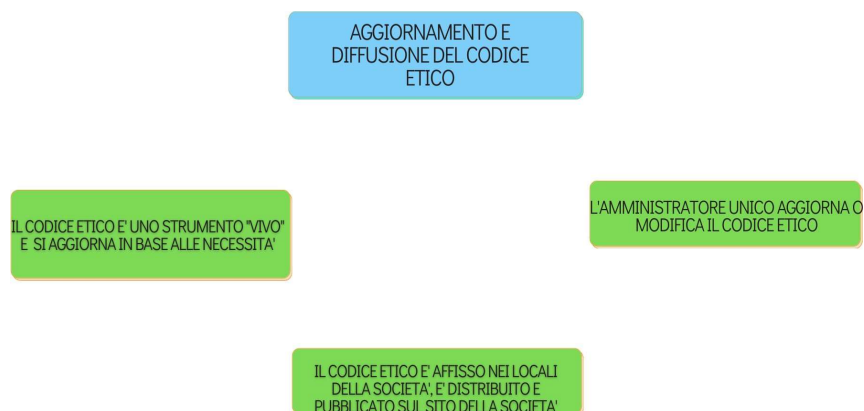 AGGIORNAMENTO E
DIFFUSIONE DEL CODICE
ETICO
IL CODICE ETICO E' UNO STRUMENTO "VIVO"
E SI AGGIORNA IN BASE ALLE NECESSITA'
L'AMMINISTRATORE UNICO AGGIORNA O
MODIFICA IL CODICE ETICO
IL CODICE ETICO E' AFFISSO NEI LOCALI
DELLA SOCIETA', E' DISTRIBUITO E
PUBBLICATO SUL SITO DELLA SOCIETA'